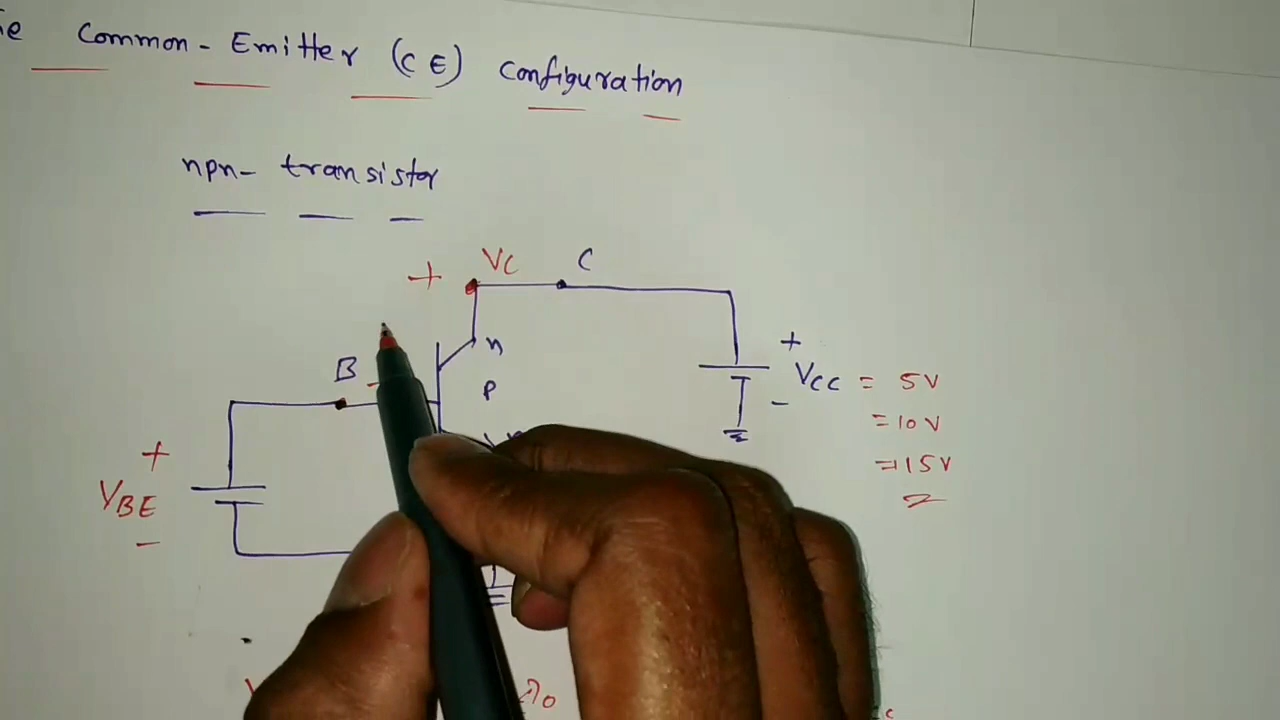 Common-Emitter (CE) Configuration
npn- transistor
+ VC C
n
B
P
+
VCC = 5V
-
= 10V
= 15V
+
VBE
-